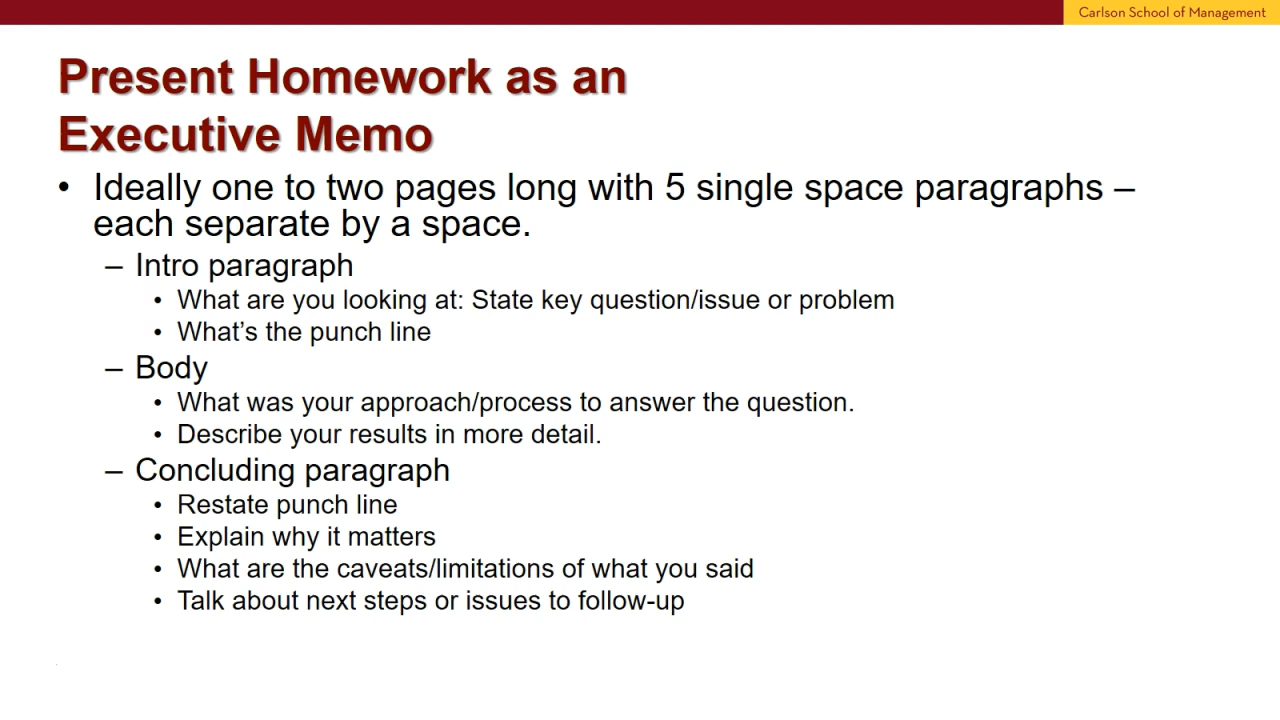 Carlson School of Management
Present Homework as an
Executive Memo
• Ideally one to two pages long with 5 single space paragraphs –
each separate by a space.
– Intro paragraph
• What are you looking at: State key question/issue or problem
• What’s the punch line
– Body
• What was your approach/process to answer the question.
• Describe your results in more detail.
– Concluding paragraph
• Restate punch line
• Explain why it matters
• What are the caveats/limitations of what you said
• Talk about next steps or issues to follow-up